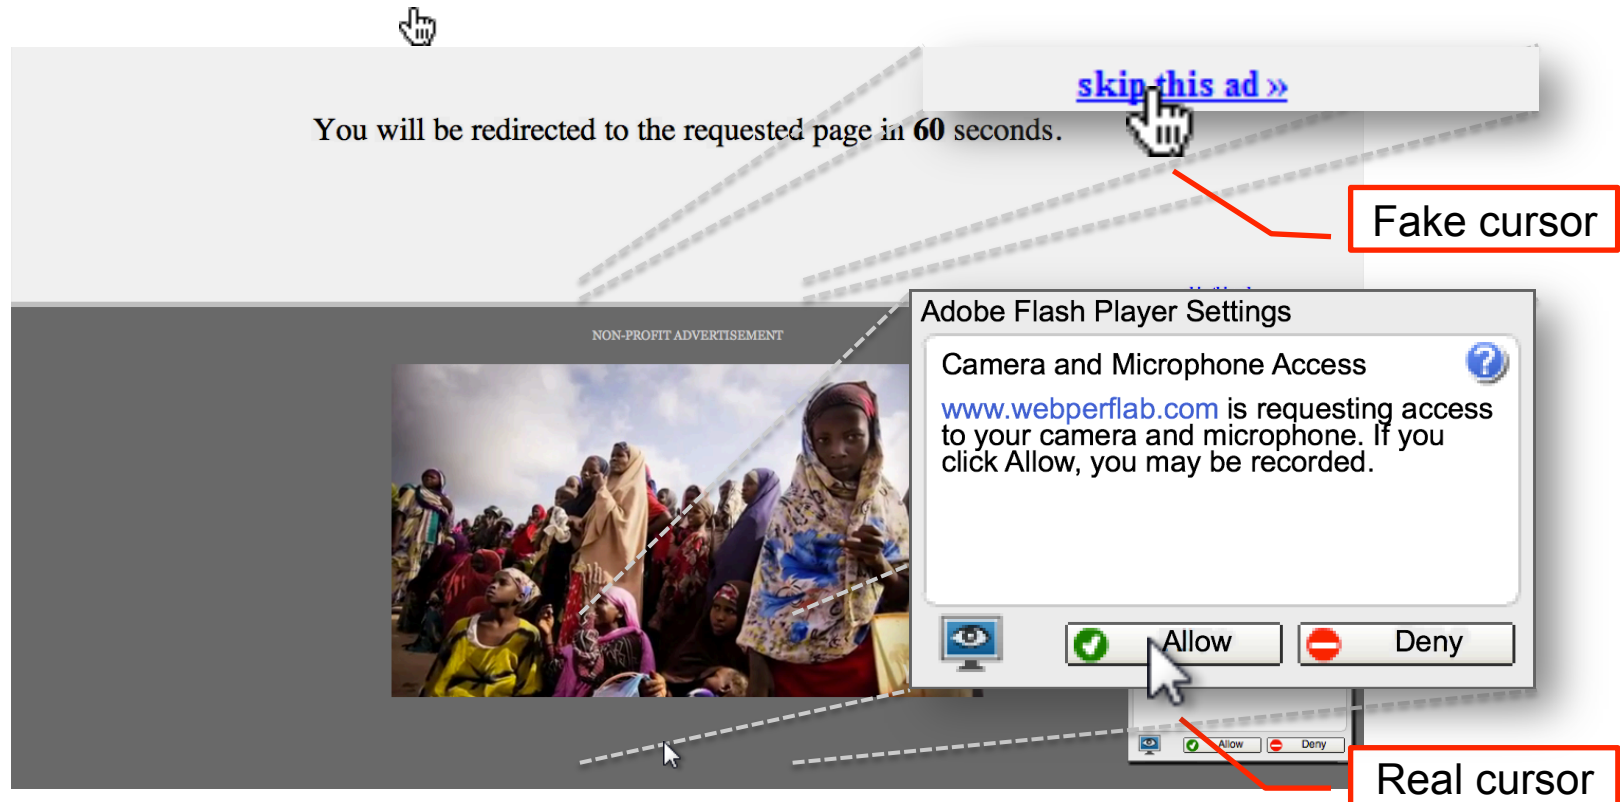 skip this ad »
You will be redirected to the requested page in 60 seconds.
Fake cursor
Adobe Flash Player Settings
NON-PROFIT ADVERTISEMENT
Camera and Microphone Access
www.webperflab.com is requesting access
to your camera and microphone. If you
click Allow, you may be recorded.
Allow
Deny
Allow
Deny
Real cursor